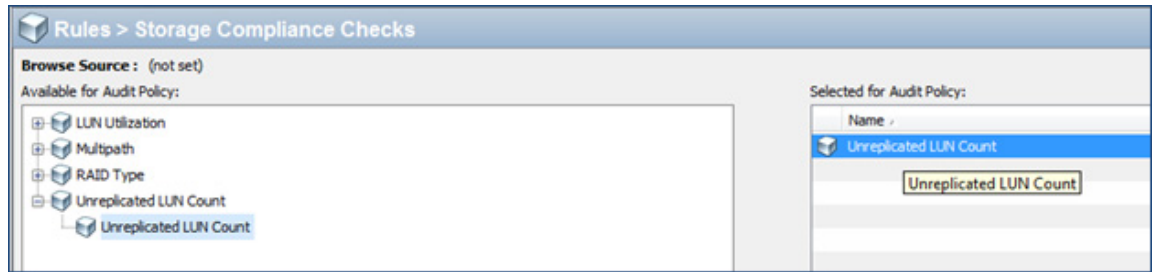 Rules > Storage Compliance Checks
Browse Source : (not set)
Available for Audit Policy:
LUN Utilization
Multipath
RAID Type
Unreplicated LUN Count
Unreplicated LUN Count
Selected for Audit Policy:
Name
Unreplicated LUN Count
Unreplicated LUN Count